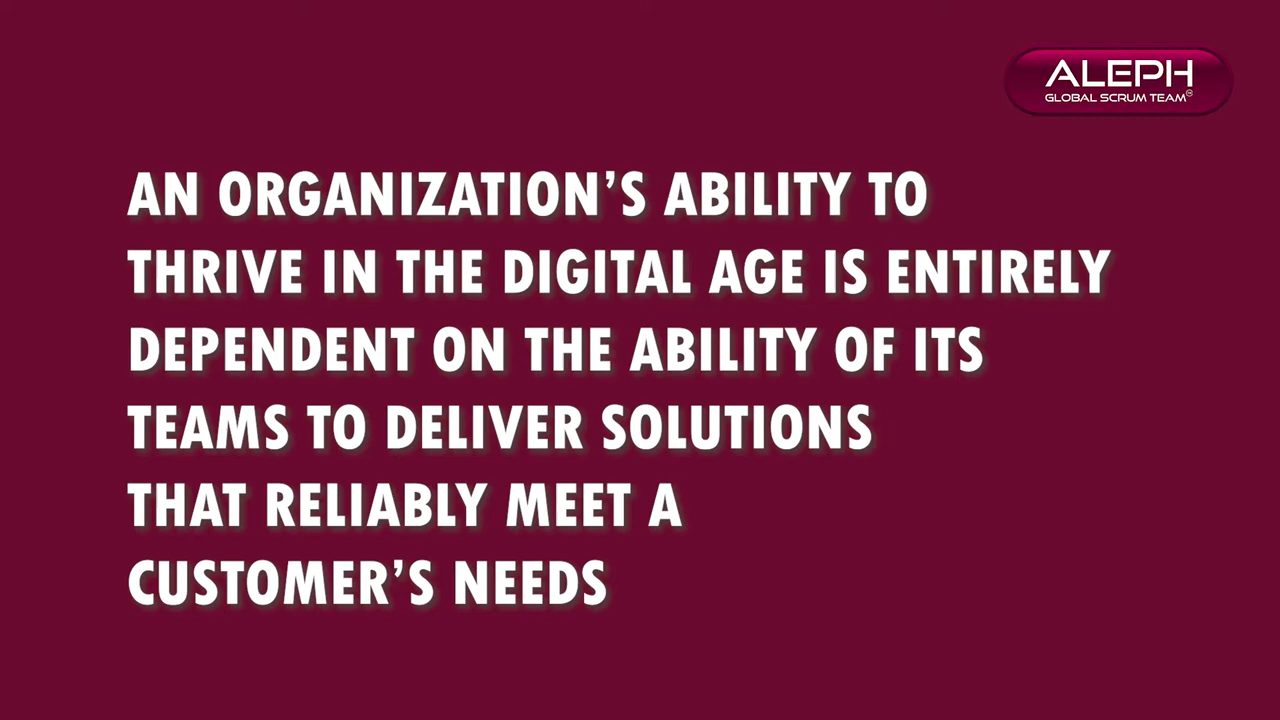 ALEPH
GLOBAL SCRUM TEAM
AN ORGANIZATION’S ABILITY TO
THRIVE IN THE DIGITAL AGE IS ENTIRELY
DEPENDENT ON THE ABILITY OF ITS
TEAMS TO DELIVER SOLUTIONS
THAT RELIABLY MEET A
CUSTOMER’S NEEDS